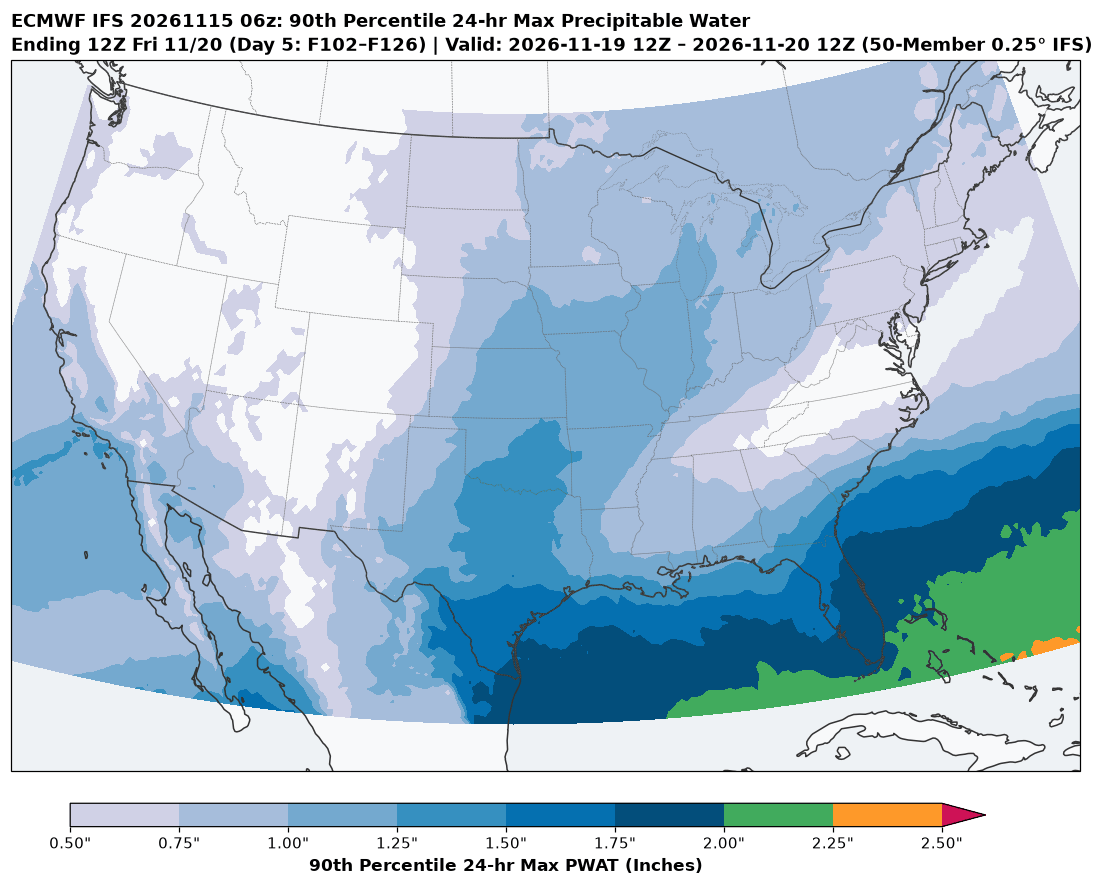 ECMWF IFS 20261115 06z: 90th Percentile 24-hr Max Precipitable Water
Ending 12Z Fri 11/20 (Day 5: F102–F126) | Valid: 2026-11-19 12Z – 2026-11-20 12Z (50-Member 0.25° IFS)
0.50" 0.75" 1.00" 1.25" 1.50" 1.75" 2.00" 2.25" 2.50"
90th Percentile 24-hr Max PWAT (Inches)